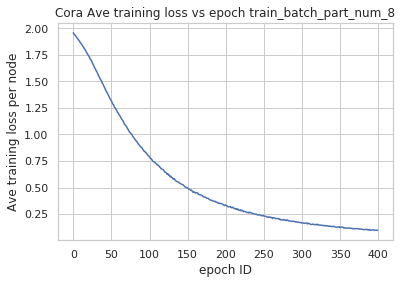 Cora Ave training loss vs epoch train_batch_part_num_8
Ave training loss per node
2.00
1.75
1.50
1.25
1.00
0.75
0.50
0.25
0 50 100 150 200 250 300 350 400
epoch ID